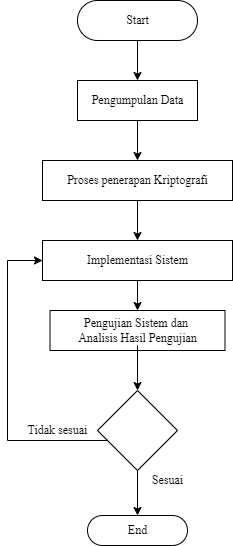 Start
Pengumpulan Data
Proses penerapan Kriptografi
Implementasi Sistem
Pengujian Sistem dan
Analisis Hasil Pengujian
Tidak sesuai
Sesuai
End